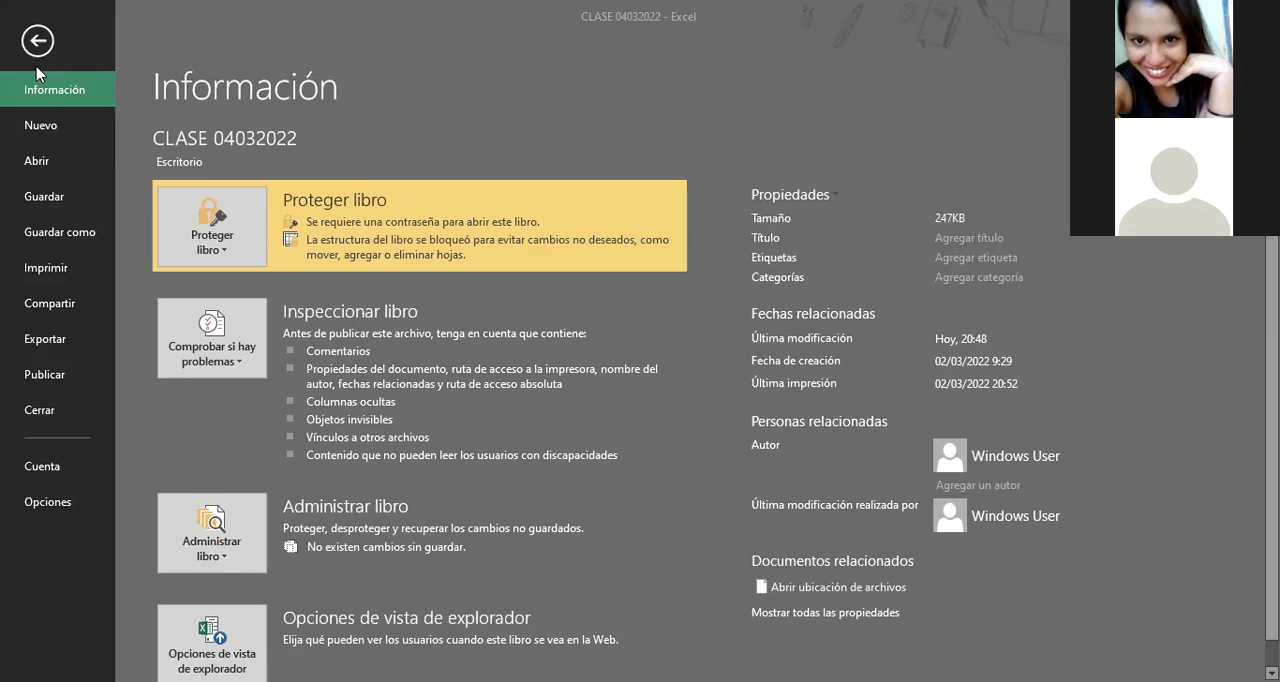 CLASE 04032022 - Excel
Información
Nuevo
Abrir
Guardar
Guardar como
Imprimir
Compartir
Exportar
Publicar
Cerrar
Cuenta
Opciones
Información
CLASE 04032022
Escritorio
Proteger
libro
Proteger libro
Se requiere una contraseña para abrir este libro.
La estructura del libro se bloqueó para evitar cambios no deseados, como
mover, agregar o eliminar hojas.
Comprobar si hay
problemas
Inspeccionar libro
Antes de publicar este archivo, tenga en cuenta que contiene:
Comentarios
Propiedades del documento, ruta de acceso a la impresora, nombre del
autor, fechas relacionadas y ruta de acceso absoluta
Columnas ocultas
Objetos invisibles
Vínculos a otros archivos
Contenido que no pueden leer los usuarios con discapacidades
Administrar
libro
Administrar libro
Proteger, desproteger y recuperar los cambios no guardados.
No existen cambios sin guardar.
Opciones de vista
de explorador
Opciones de vista de explorador
Elija qué pueden ver los usuarios cuando este libro se vea en la Web.
Propiedades
Tamaño 247KB
Título Agregar título
Etiquetas Agregar etiqueta
Categorías Agregar categoría
Fechas relacionadas
Última modificación Hoy, 20:48
Fecha de creación 02/03/2022 9:29
Última impresión 02/03/2022 20:52
Personas relacionadas
Autor Windows User
Agregar un autor
Última modificación realizada por Windows User
Documentos relacionados
Abrir ubicación de archivos
Mostrar todas las propiedades